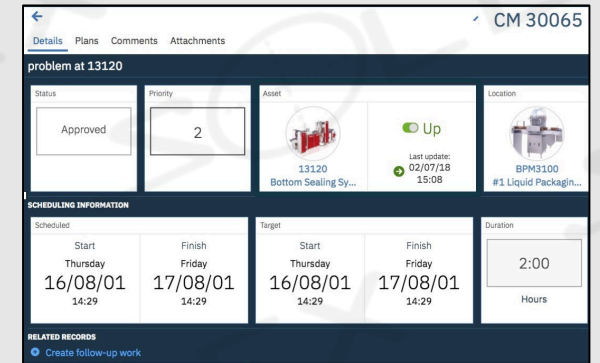 CM 30065
Details Plans Comments Attachments
problem at 13120
Status
Approved
Priority
2
Asset
13120
Bottom Sealing Sy...
Up
Last update:
02/07/18
15:08
Location
BPM3100
#1 Liquid Packagin...
SCHEDULING INFORMATION
Scheduled
Start
Thursday
16/08/01
14:29
Finish
Friday
17/08/01
14:29
Target
Start
Thursday
16/08/01
14:29
Finish
Friday
17/08/01
14:29
Duration
2:00
Hours
RELATED RECORDS
Create follow-up work